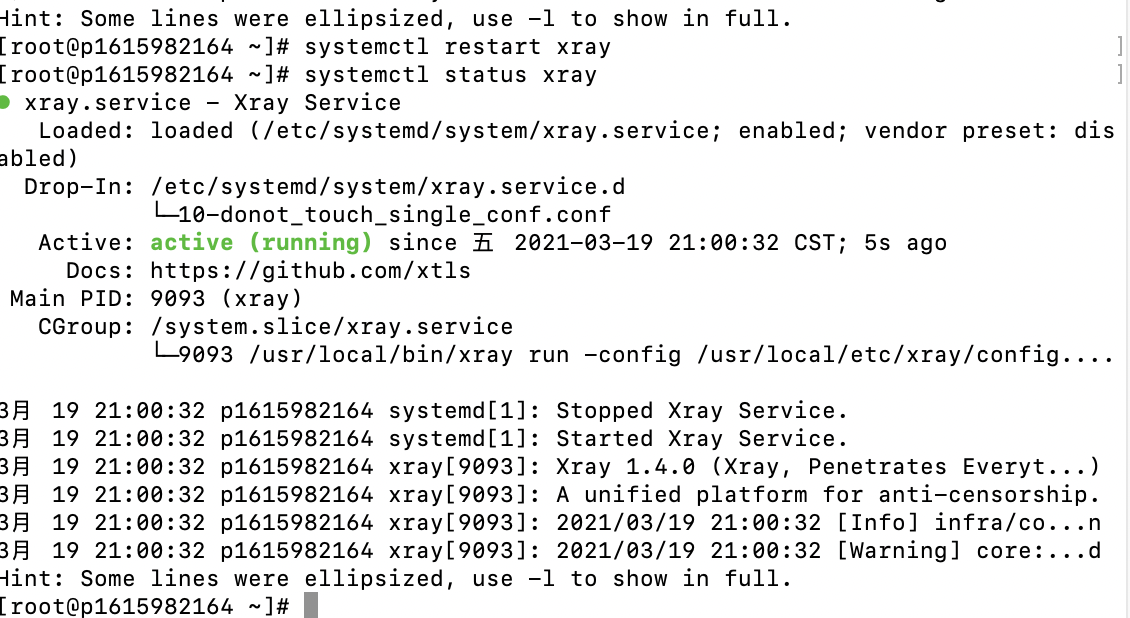 Hint: Some lines were ellipsized, use -l to show in full.
[root@p1615982164 ~]# systemctl restart xray ]
[root@p1615982164 ~]# systemctl status xray ]
● xray.service - Xray Service
Loaded: loaded (/etc/systemd/system/xray.service; enabled; vendor preset: dis
abled)
Drop-In: /etc/systemd/system/xray.service.d
└─10-donot_touch_single_conf.conf
Active: active (running) since 五 2021-03-19 21:00:32 CST; 5s ago
Docs: https://github.com/xtls
Main PID: 9093 (xray)
CGroup: /system.slice/xray.service
└─9093 /usr/local/bin/xray run -config /usr/local/etc/xray/config....
3月 19 21:00:32 p1615982164 systemd[1]: Stopped Xray Service.
3月 19 21:00:32 p1615982164 systemd[1]: Started Xray Service.
3月 19 21:00:32 p1615982164 xray[9093]: Xray 1.4.0 (Xray, Penetrates Everyt...)
3月 19 21:00:32 p1615982164 xray[9093]: A unified platform for anti-censorship.
3月 19 21:00:32 p1615982164 xray[9093]: 2021/03/19 21:00:32 [Info] infra/co...n
3月 19 21:00:32 p1615982164 xray[9093]: 2021/03/19 21:00:32 [Warning] core:...d
Hint: Some lines were ellipsized, use -l to show in full.
[root@p1615982164 ~]#